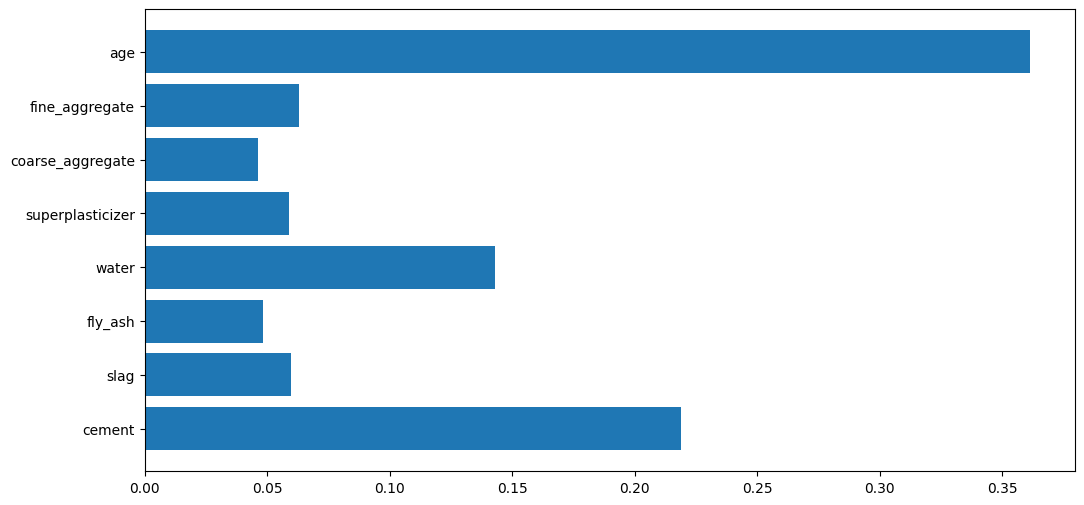 age
fine_aggregate
coarse_aggregate
superplasticizer
water
fly_ash
slag
cement
0.00 0.05 0.10 0.15 0.20 0.25 0.30 0.35